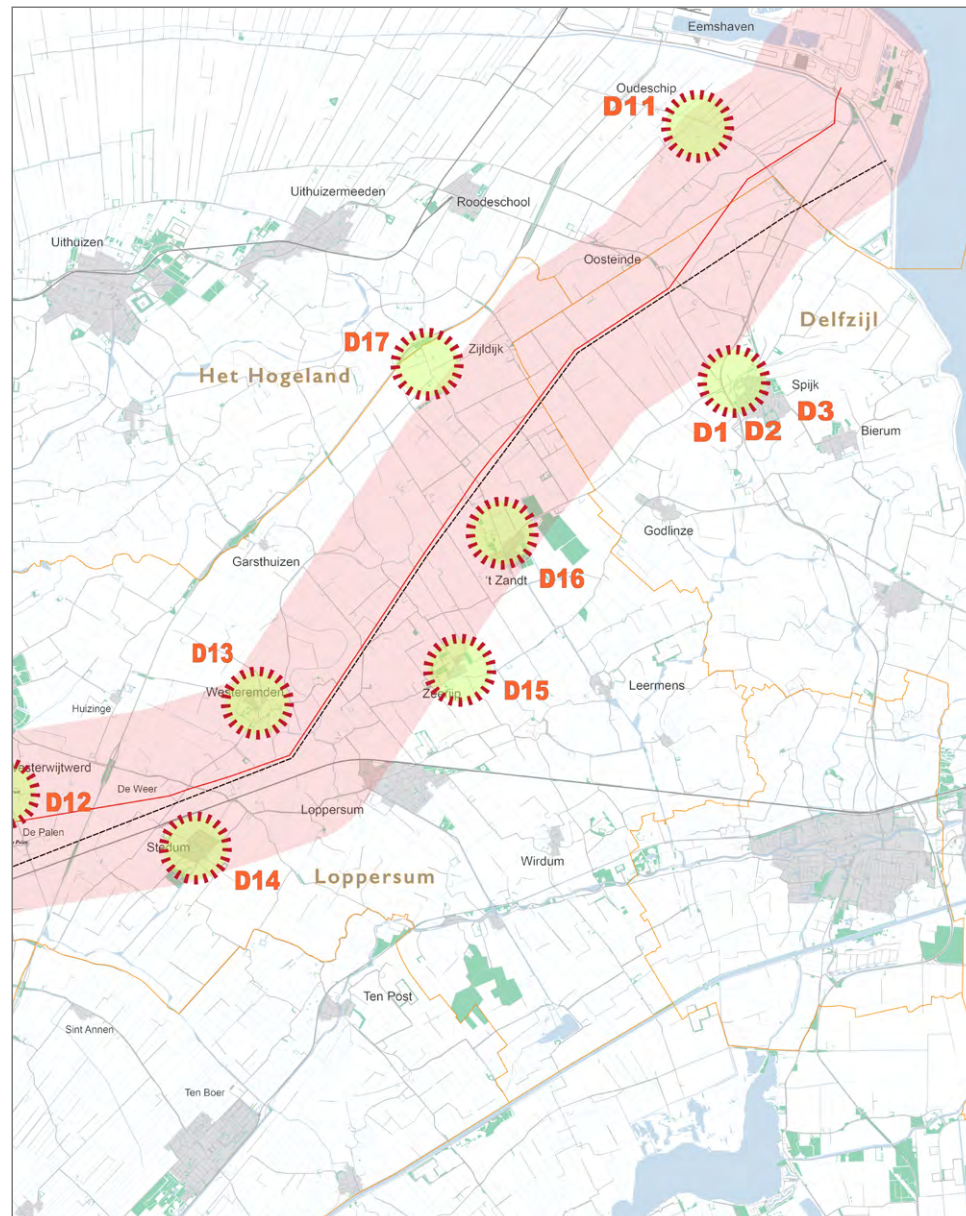 Eemshaven
Oudeschip
D11
Uithuizermeeden
Roodeschool
Uithuizen
Oosteinde
Delfzijl
D17
Zijldijk
Het Hogeland
Spijk
D1 D2 D3
Bierum
Godlinze
Garsthuizen
't Zandt
D16
D13
Westeremden
Zeerijp
D15
Leermens
Huizinge
esterwijtwerd
De Weer
D12
De Palen
Loppersum
Stedum
D14
Wirdum
Loppersum
Ten Post
Sint Annen
Ten Boer